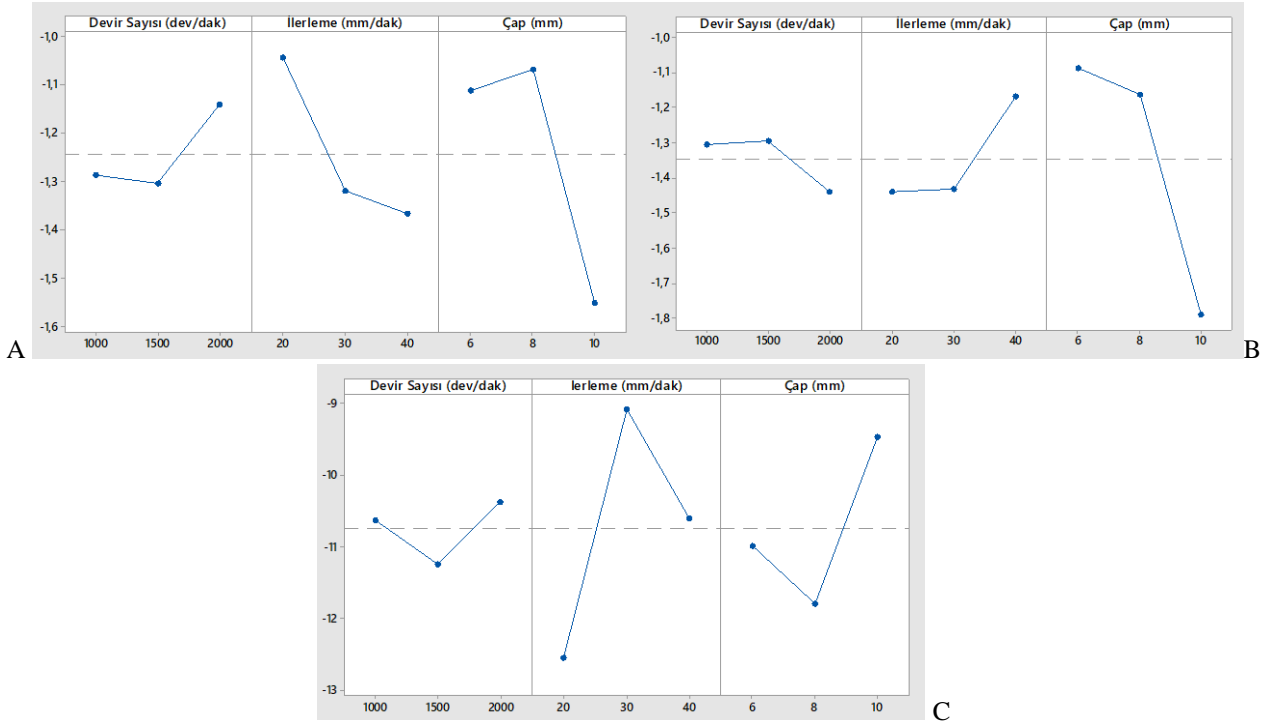 Devir Sayısı (dev/dak) İlerleme (mm/dak) Çap (mm)
-1,0
-1,1
-1,2
-1,3
-1,4
-1,5
-1,6
1000 1500 2000 20 30 40 6 8 10
A
Devir Sayısı (dev/dak) İlerleme (mm/dak) Çap (mm)
-1,0
-1,1
-1,2
-1,3
-1,4
-1,5
-1,6
-1,7
-1,8
1000 1500 2000 20 30 40 6 8 10
B
Devir Sayısı (dev/dak) lerleme (mm/dak) Çap (mm)
-9
-10
-11
-12
-13
1000 1500 2000 20 30 40 6 8 10
C